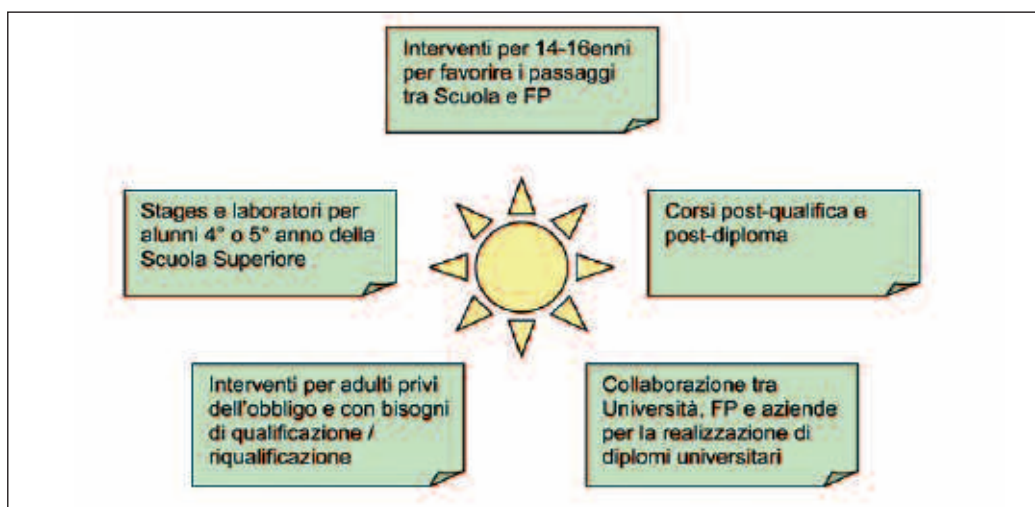 Interventi per 14-16enni
per favorire i passaggi
tra Scuola e FP
Stages e laboratori per
alunni 4° o 5° anno della
Scuola Superiore
Corsi post-qualifica e
post-diploma
Interventi per adulti privi
dell'obbligo e con bisogni
di qualificazione /
riqualificazione
Collaborazione tra
Università, FP e aziende
per la realizzazione di
diplomi universitari